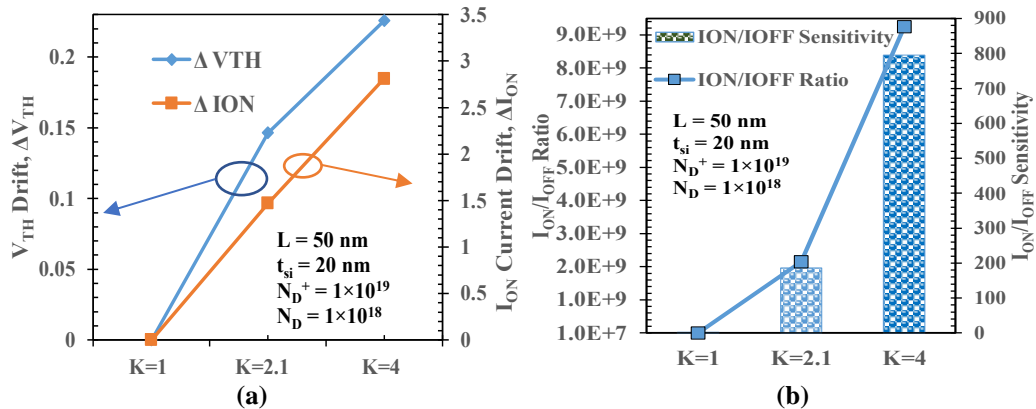 0.2
0.15
0.1
0.05
0
V_TH Drift, ΔV_TH
Δ VTH
Δ ION
L = 50 nm
t_si = 20 nm
N_D^+ = 1×10^19
N_D = 1×10^18
K=1
K=2.1
K=4
3.5
3
2.5
2
1.5
1
0.5
0
I_ON Current Drift, ΔI_ON
(a)
9.0E+9
8.0E+9
7.0E+9
6.0E+9
5.0E+9
4.0E+9
3.0E+9
2.0E+9
1.0E+9
1.0E+7
I_ON/I_OFF Ratio
ION/IOFF Sensitivity
ION/IOFF Ratio
L = 50 nm
t_si = 20 nm
N_D^+ = 1×10^19
N_D = 1×10^18
K=1
K=2.1
K=4
900
800
700
600
500
400
300
200
100
0
I_ON/I_OFF Sensitivity
(b)